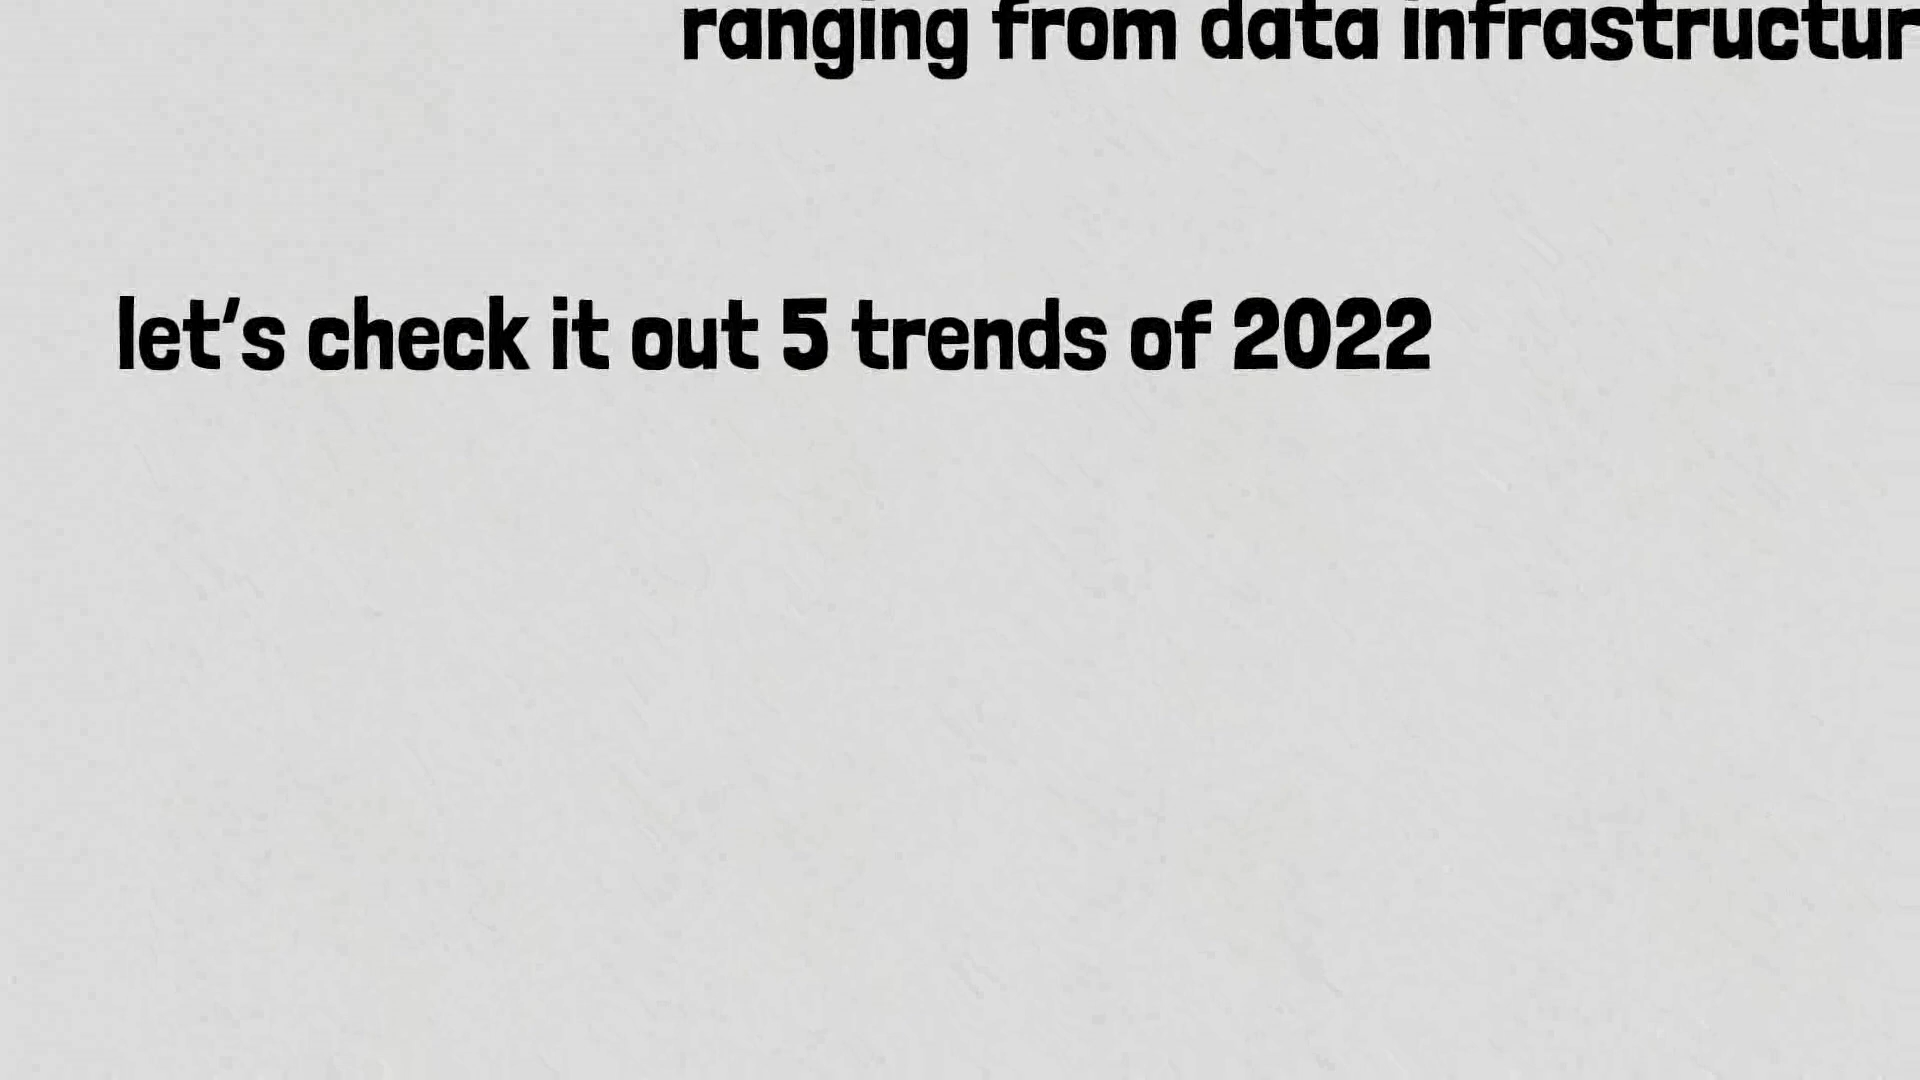 ranging from data infrastructur
let's check it out 5 trends of 2022